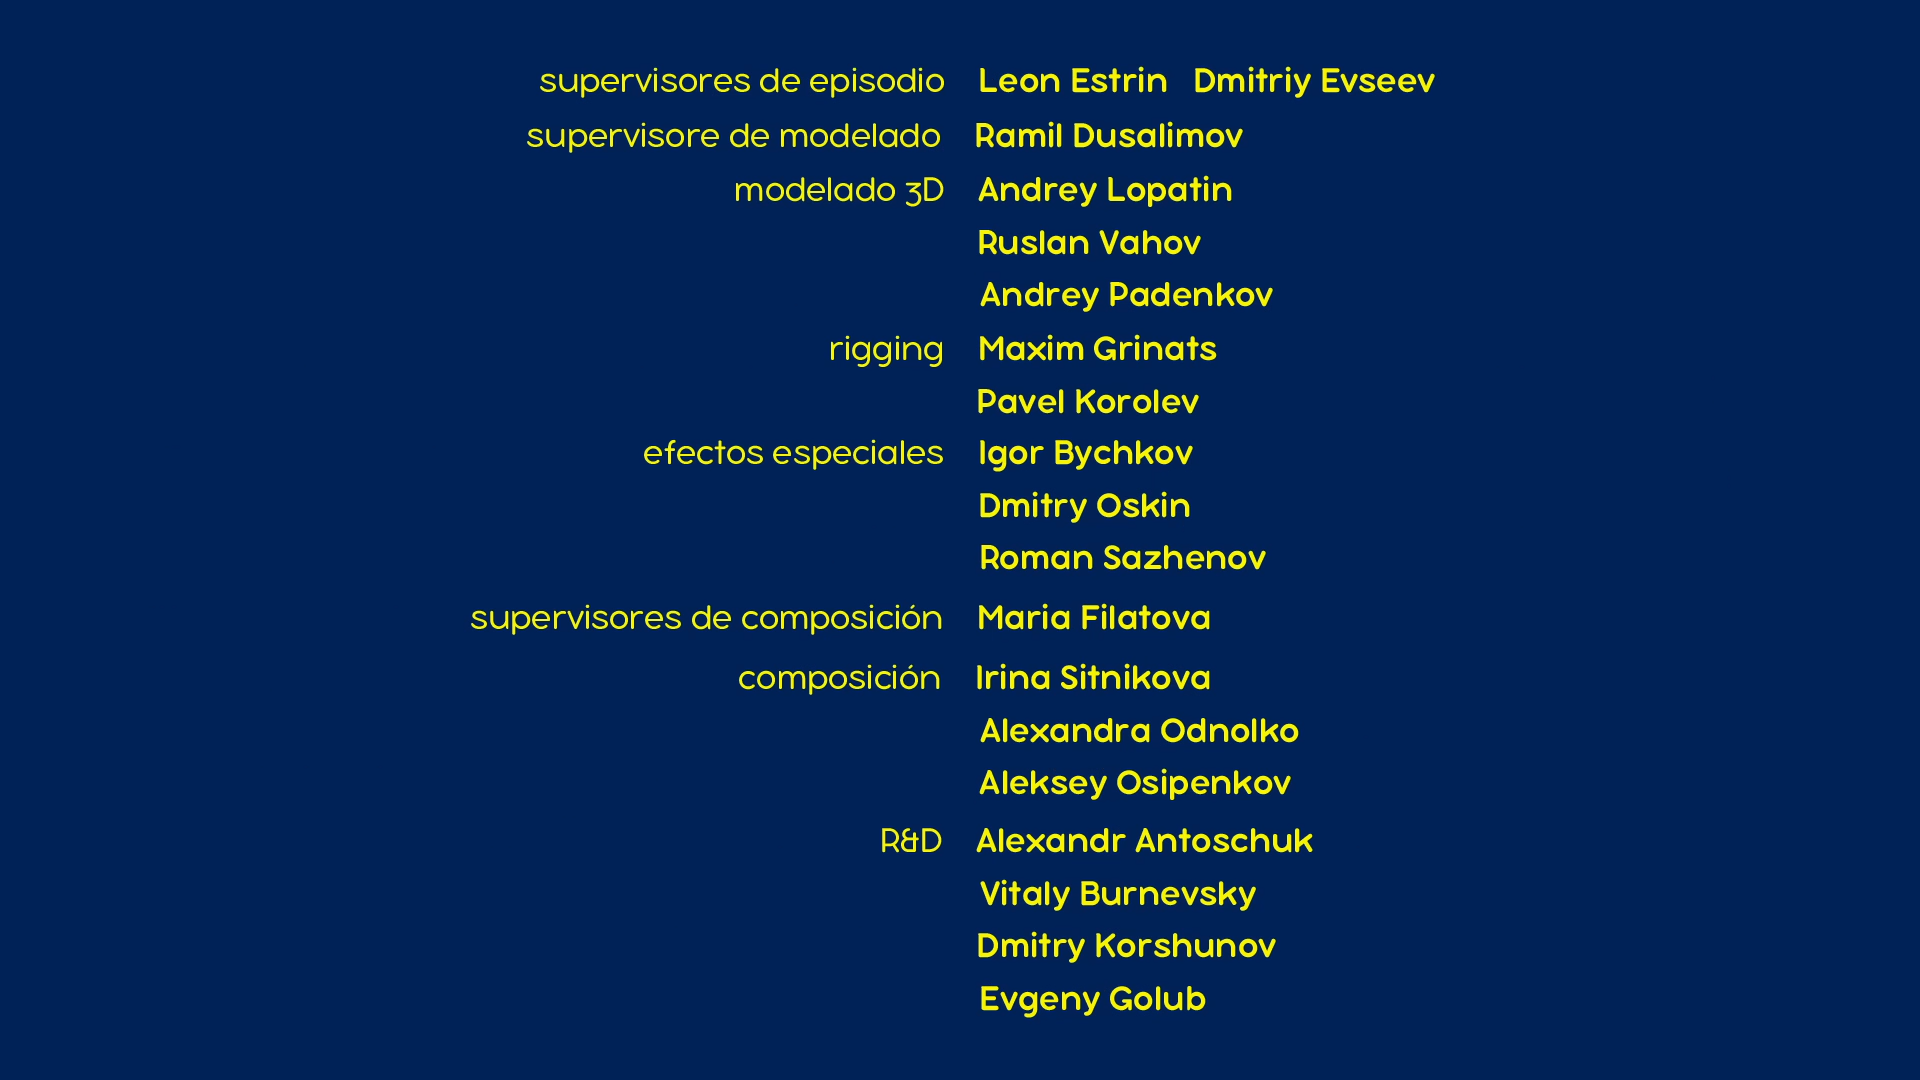 supervisores de episodio Leon Estrin Dmitriy Evseev
supervisore de modelado Ramil Dusalimov
modelado 3D Andrey Lopatin
Ruslan Vahov
Andrey Padenkov
rigging Maxim Grinats
Pavel Korolev
efectos especiales Igor Bychkov
Dmitry Oskin
Roman Sazhenov
supervisores de composición Maria Filatova
composición Irina Sitnikova
Alexandra Odnolko
Aleksey Osipenkov
R&D Alexandr Antoschuk
Vitaly Burnevsky
Dmitry Korshunov
Evgeny Golub